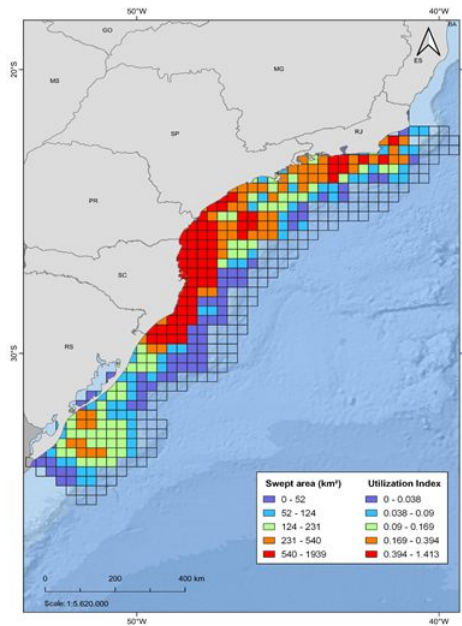 50°W
40°W
BA
GO
ES
20°S
MS
MG
SP
RJ
PR
SC
30°S
RS
Swept area (km²) Utilization Index
0 - 52 0 - 0.038
52 - 124 0.038 - 0.09
124 - 231 0.09 - 0.169
231 - 540 0.169 - 0.394
540 - 1939 0.394 - 1.413
0 200 400 km
Scale: 1:5.620.000
50°W
40°W